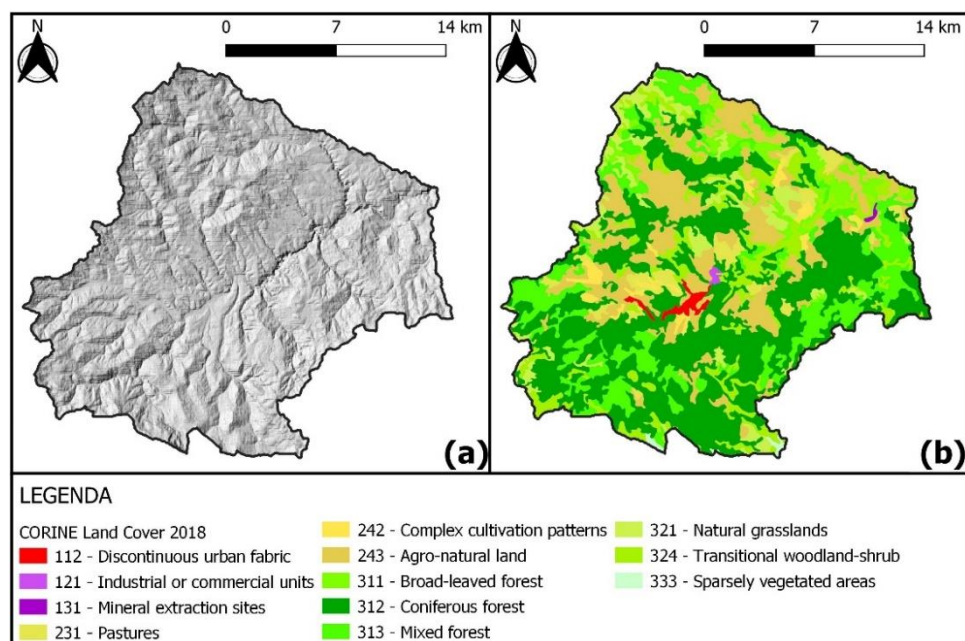 N
0 7 14 km
N
0 7 14 km
(a)
(b)
LEGENDA
CORINE Land Cover 2018
112 - Discontinuous urban fabric
121 - Industrial or commercial units
131 - Mineral extraction sites
231 - Pastures
242 - Complex cultivation patterns
243 - Agro-natural land
311 - Broad-leaved forest
312 - Coniferous forest
313 - Mixed forest
321 - Natural grasslands
324 - Transitional woodland-shrub
333 - Sparsely vegetated areas